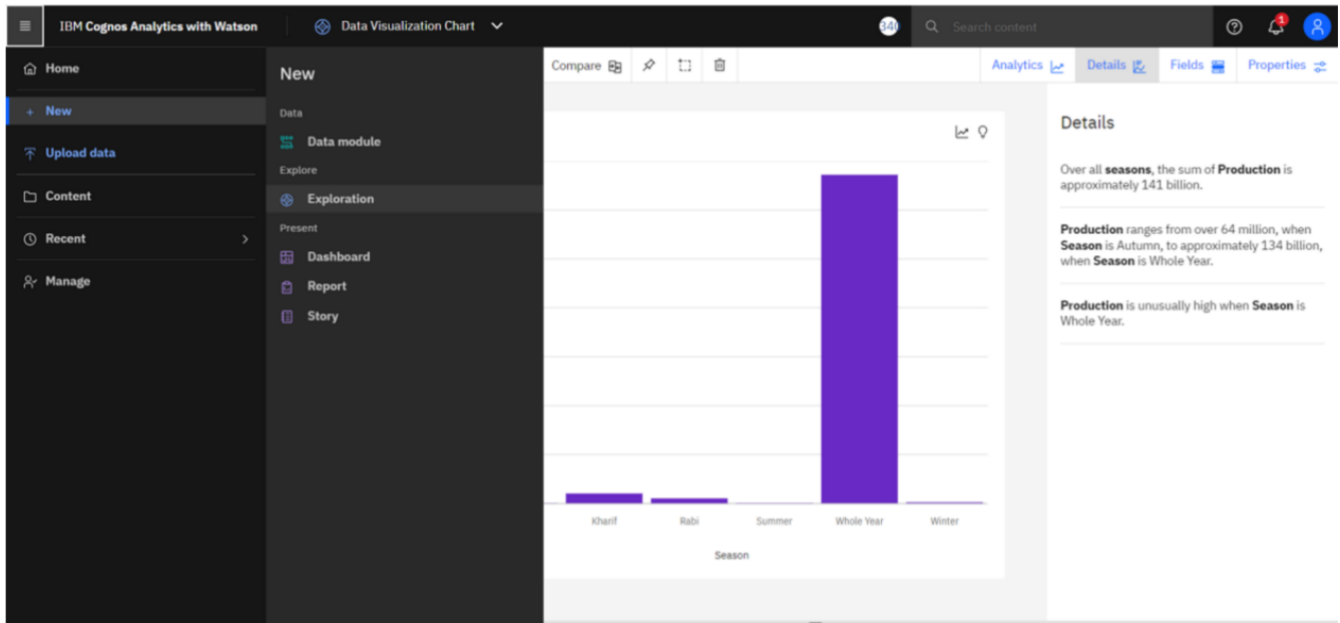 IBM Cognos Analytics with Watson
Data Visualization Chart
Search content
1
Home
New
Upload data
Content
Recent
Manage
New
Data
Data module
Explore
Exploration
Present
Dashboard
Report
Story
Compare
Analytics
Details
Fields
Properties
Kharif
Rabi
Summer
Whole Year
Winter
Season
Details
Over all seasons, the sum of Production is
approximately 141 billion.
Production ranges from over 64 million, when
Season is Autumn, to approximately 134 billion,
when Season is Whole Year.
Production is unusually high when Season is
Whole Year.